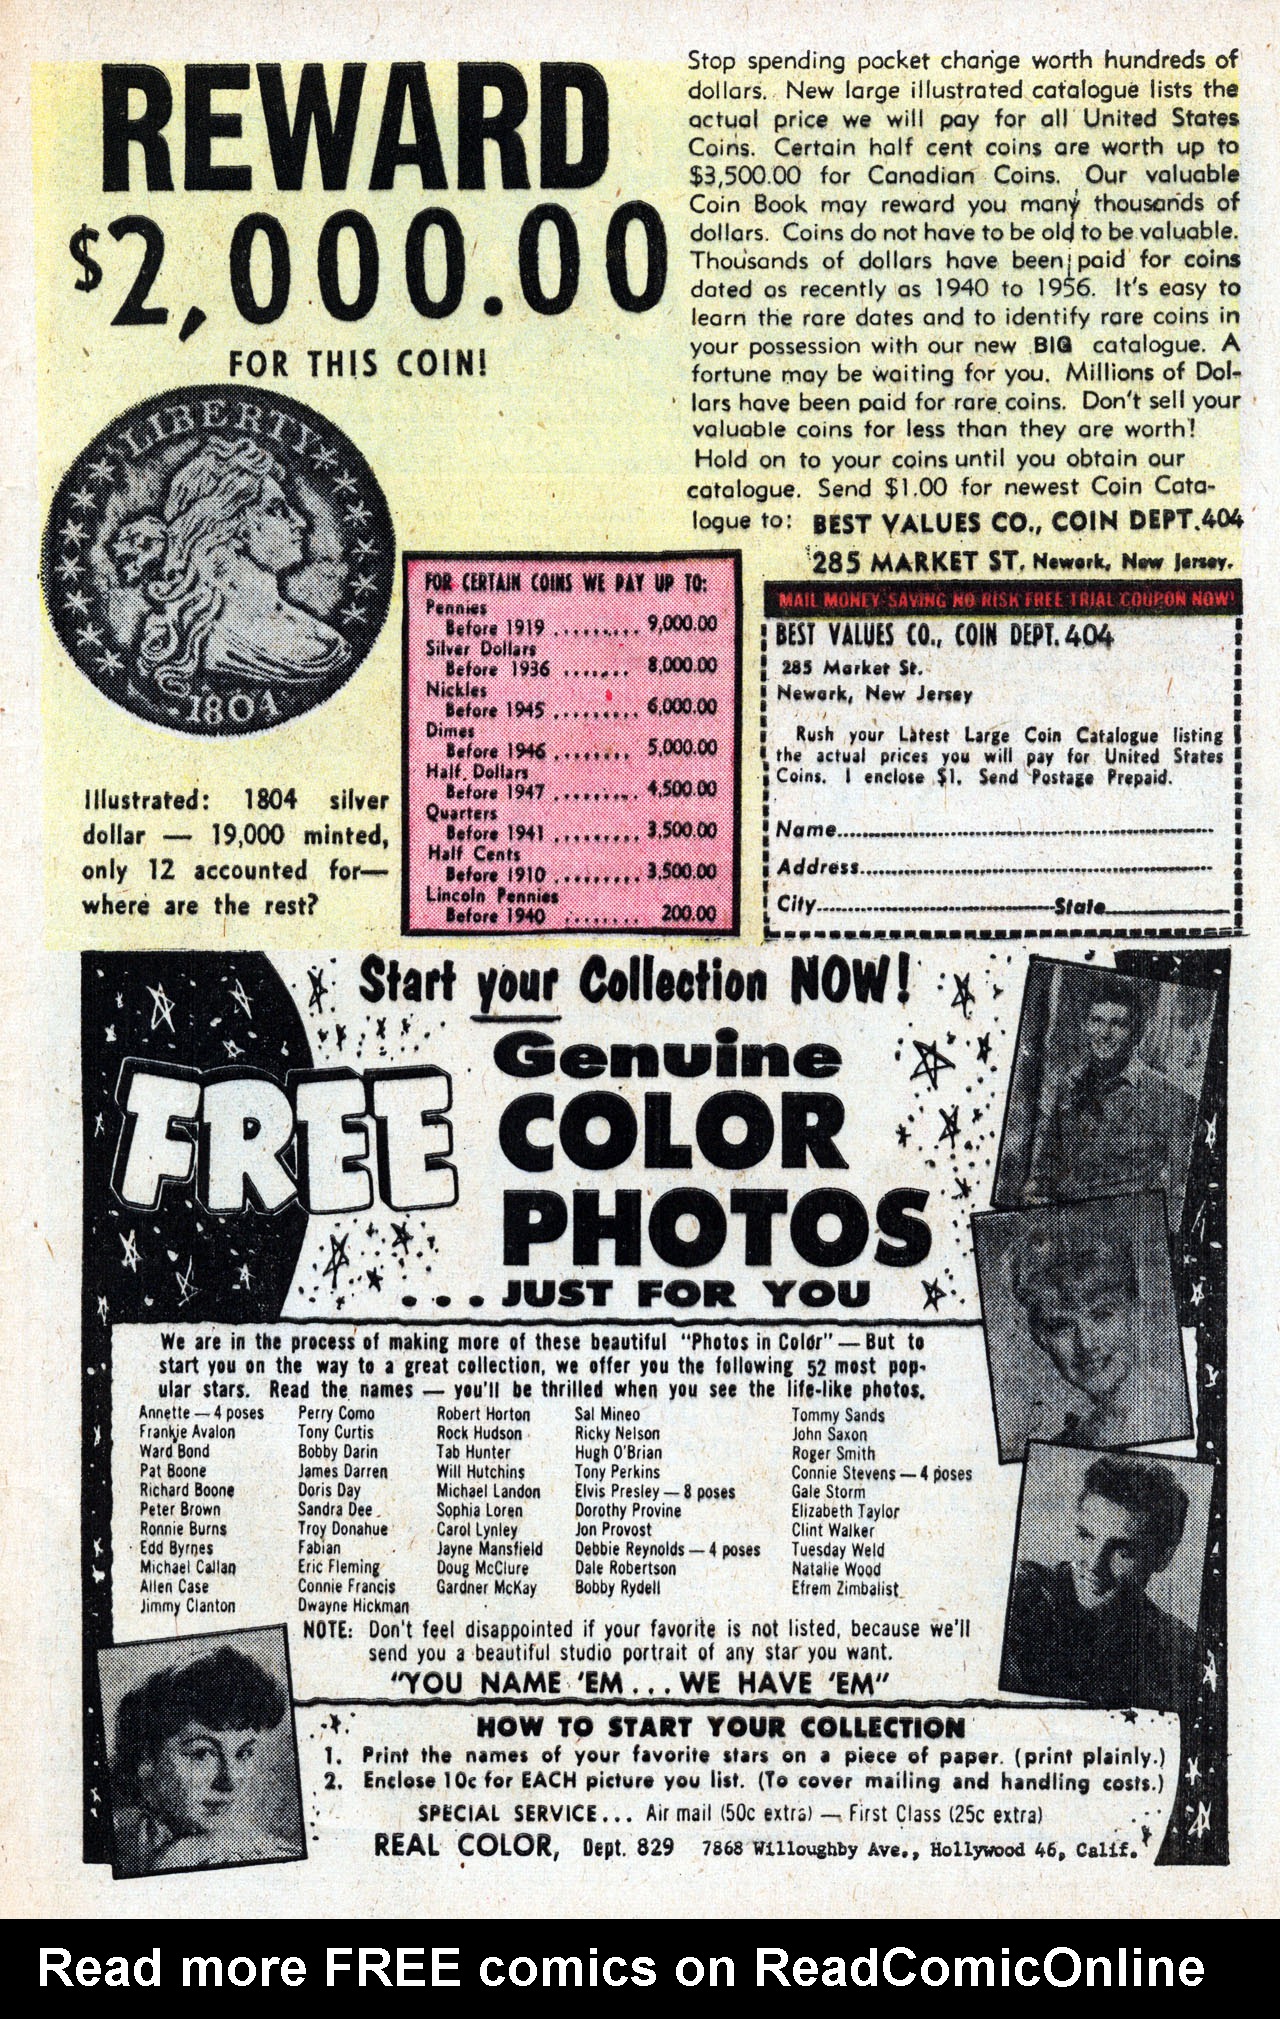 REWARD
$2,000.00
FOR THIS COIN!
LIBERTY
1804
Illustrated: 1804 silver
dollar — 19,000 minted,
only 12 accounted for—
where are the rest?
Stop spending pocket change worth hundreds of
dollars. New large illustrated catalogue lists the
actual price we will pay for all United States
Coins. Certain half cent coins are worth up to
$3,500.00 for Canadian Coins. Our valuable
Coin Book may reward you many thousands of
dollars. Coins do not have to be old to be valuable.
Thousands of dollars have been paid for coins
dated as recently as 1940 to 1956. It's easy to
learn the rare dates and to identify rare coins in
your possession with our new BIG catalogue. A
fortune may be waiting for you. Millions of Dol-
lars have been paid for rare coins. Don't sell your
valuable coins for less than they are worth!
Hold on to your coins until you obtain our
catalogue. Send $1.00 for newest Coin Cata-
logue to: BEST VALUES CO., COIN DEPT. 404
285 MARKET ST. Newark, New Jersey.
FOR CERTAIN COINS WE PAY UP TO:
Pennies
Before 1919 .......... 9,000.00
Silver Dollars
Before 1936 ....... 8,000.00
Nickles
Before 1945 ......... 6,000.00
Dimes
Before 1946 ........ 5,000.00
Half Dollars
Before 1947 ......... 4,500.00
Quarters
Before 1941 ......... 3,500.00
Half Cents
Before 1910 ......... 3,500.00
Lincoln Pennies
Before 1940 ....... 200.00
MAIL MONEY-SAVING NO RISK FREE TRIAL COUPON NOW!
BEST VALUES CO., COIN DEPT. 404
285 Market St.
Newark, New Jersey
Rush your Latest Large Coin Catalogue listing
the actual prices you will pay for United States
Coins. I enclose $1. Send Postage Prepaid.
Name
Address
City State
Start your Collection NOW!
FREE
Genuine
COLOR
PHOTOS
...JUST FOR YOU
We are in the process of making more of these beautiful "Photos in Color" — But to
start you on the way to a great collection, we offer you the following 52 most pop-
ular stars. Read the names — you'll be thrilled when you see the life-like photos.
Annette — 4 poses
Frankie Avalon
Ward Bond
Pat Boone
Richard Boone
Peter Brown
Ronnie Burns
Edd Byrnes
Michael Callan
Allen Case
Jimmy Clanton
Perry Como
Tony Curtis
Bobby Darin
James Darren
Doris Day
Sandra Dee
Troy Donahue
Fabian
Eric Fleming
Connie Francis
Dwayne Hickman
Robert Horton
Rock Hudson
Tab Hunter
Will Hutchins
Michael Landon
Sophia Loren
Carol Lynley
Jayne Mansfield
Doug McClure
Gardner McKay
Sal Mineo
Ricky Nelson
Hugh O'Brian
Tony Perkins
Elvis Presley — 8 poses
Dorothy Provine
Jon Provost
Debbie Reynolds — 4 poses
Dale Robertson
Bobby Rydell
Tommy Sands
John Saxon
Roger Smith
Connie Stevens — 4 poses
Gale Storm
Elizabeth Taylor
Clint Walker
Tuesday Weld
Natalie Wood
Efrem Zimbalist
NOTE: Don't feel disappointed if your favorite is not listed, because we'll
send you a beautiful studio portrait of any star you want.
"YOU NAME 'EM... WE HAVE 'EM"
HOW TO START YOUR COLLECTION
1. Print the names of your favorite stars on a piece of paper. (print plainly.)
2. Enclose 10c for EACH picture you list. (To cover mailing and handling costs.)
SPECIAL SERVICE... Air mail (50c extra) — First Class (25c extra)
REAL COLOR, Dept. 829 7868 Willoughby Ave., Hollywood 46, Calif.
Read more FREE comics on ReadComicOnline